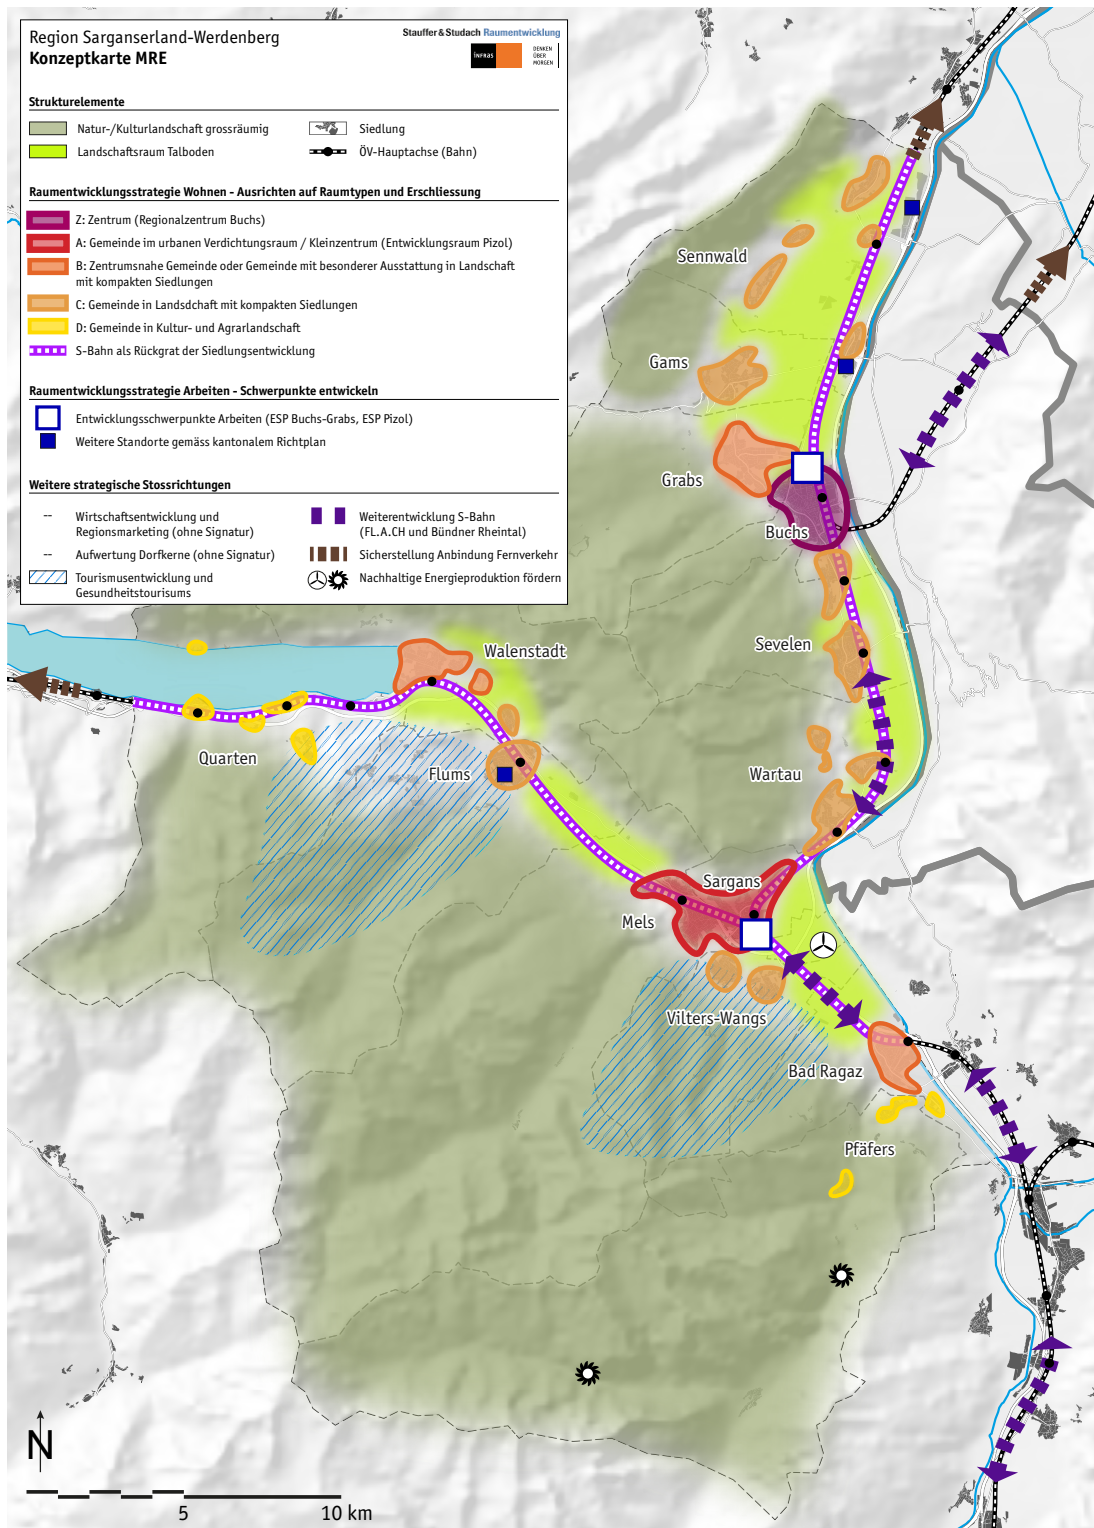 Region Sarganserland-Werdenberg
Konzeptkarte MRE
Stauffer & Studach Raumentwicklung
infras
DENKEN
ÜBER
MORGEN
Strukturelemente
Natur-/Kulturlandschaft grossräumig
Siedlung
Landschaftsraum Talboden
ÖV-Hauptachse (Bahn)
Raumentwicklungsstrategie Wohnen - Ausrichten auf Raumtypen und Erschliessung
Z: Zentrum (Regionalzentrum Buchs)
A: Gemeinde im urbanen Verdichtungsraum / Kleinzentrum (Entwicklungsraum Pizol)
B: Zentrumsnahe Gemeinde oder Gemeinde mit besonderer Ausstattung in Landschaft
mit kompakten Siedlungen
C: Gemeinde in Landsdchaft mit kompakten Siedlungen
D: Gemeinde in Kultur- und Agrarlandschaft
S-Bahn als Rückgrat der Siedlungsentwicklung
Raumentwicklungsstrategie Arbeiten - Schwerpunkte entwickeln
Entwicklungsschwerpunkte Arbeiten (ESP Buchs-Grabs, ESP Pizol)
Weitere Standorte gemäss kantonalem Richtplan
Weitere strategische Stossrichtungen
-- Wirtschaftsentwicklung und
Regionsmarketing (ohne Signatur)
-- Aufwertung Dorfkerne (ohne Signatur)
Tourismusentwicklung und
Gesundheitstourisums
Weiterentwicklung S-Bahn
(FL.A.CH und Bündner Rheintal)
Sicherstellung Anbindung Fernverkehr
Nachhaltige Energieproduktion fördern
Sennwald
Gams
Grabs
Buchs
Sevelen
Walenstadt
Quarten
Flums
Wartau
Sargans
Mels
Vilters-Wangs
Bad Ragaz
Pfäfers
N
5
10 km